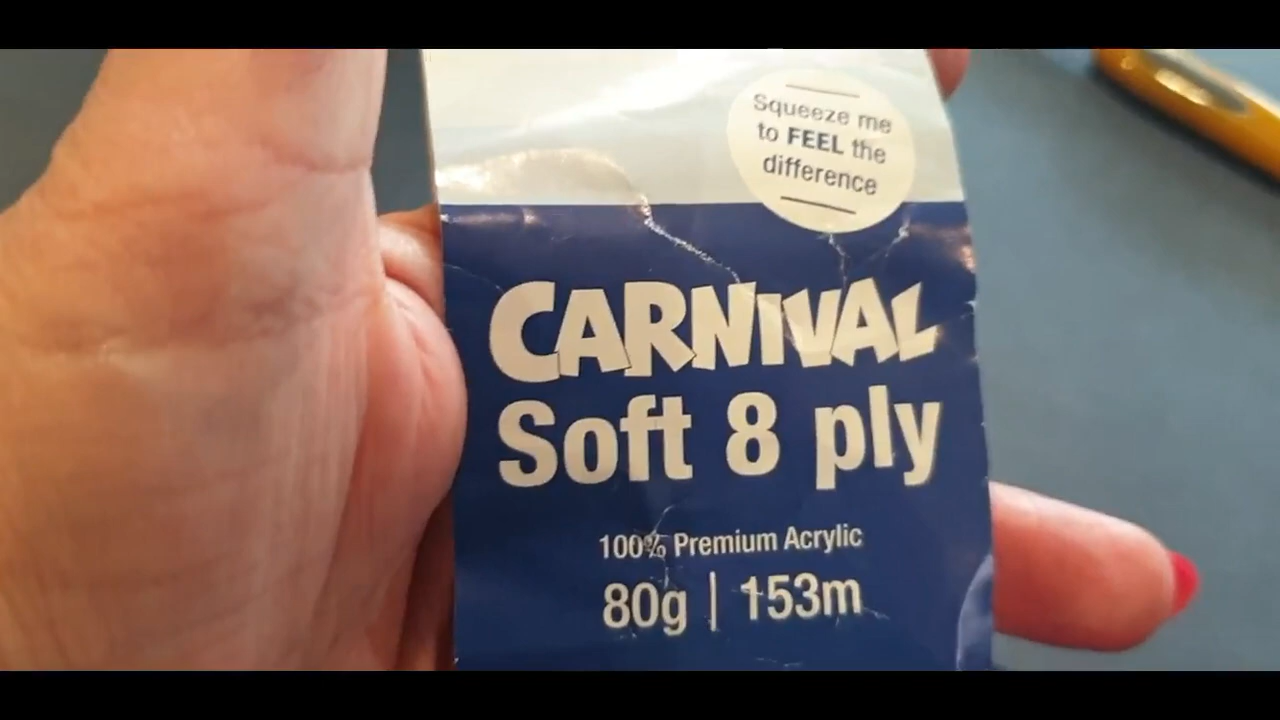 Squeeze me
to FEEL the
difference
CARNIVAL
Soft 8 ply
100% Premium Acrylic
80g | 153m